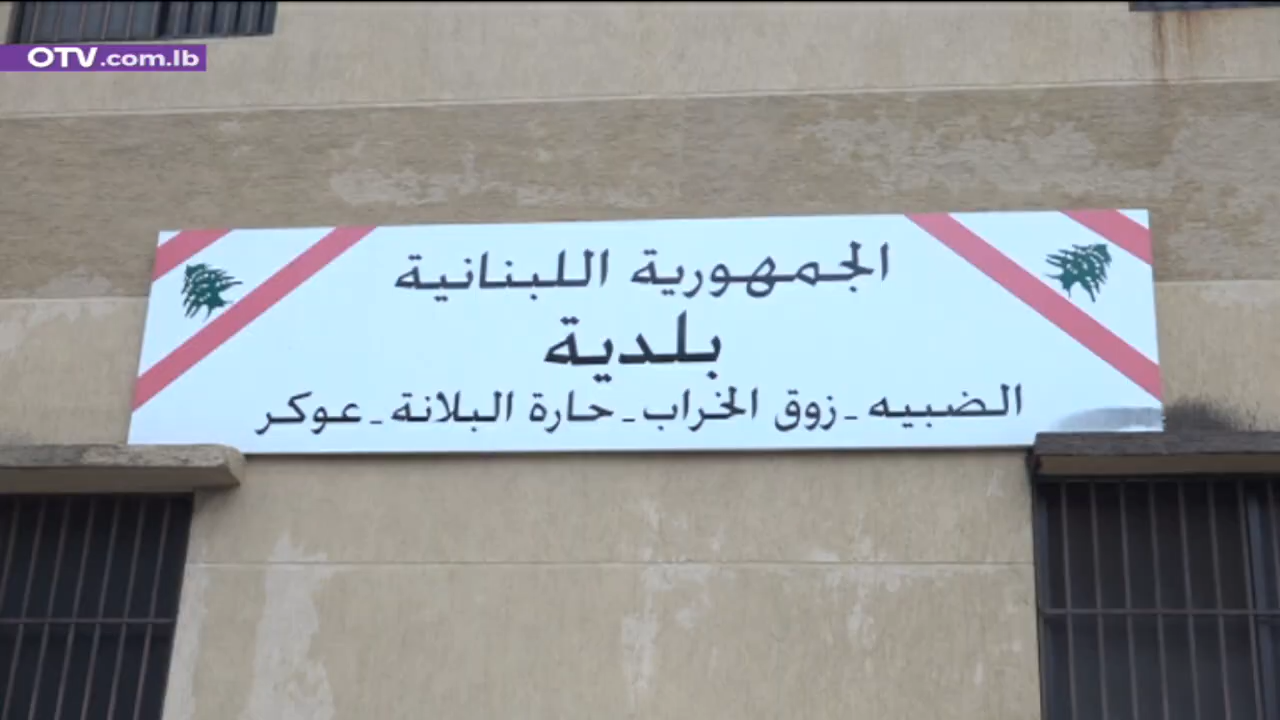 OTV.com.lb
الجمهورية اللبنانية
بلدية
الضبيه - زوق الخراب - حارة البلانة - عوكر